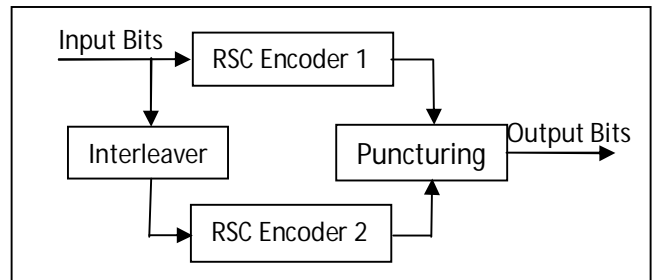 Input Bits
RSC Encoder 1
Interleaver
Puncturing
Output Bits
RSC Encoder 2